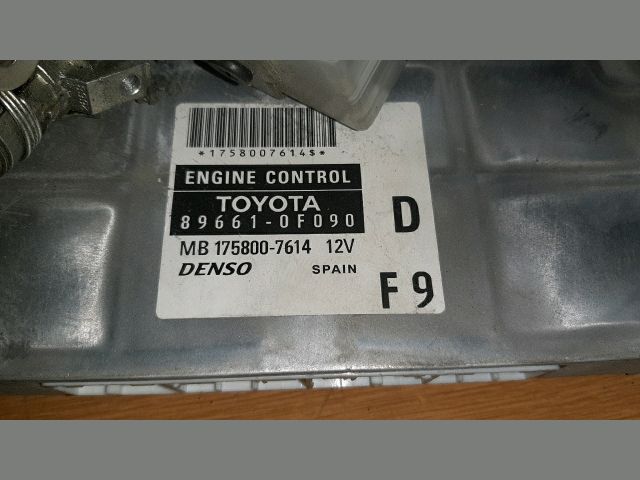 *1758007614$*
ENGINE CONTROL
TOYOTA
89661-0F090
D
MB 175800-7614 12V
DENSO SPAIN
F9